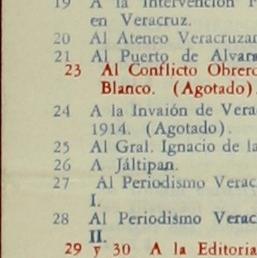 19 A la Intervención
en Veracruz.
20 Al Ateneo Veracruzan
21 Al Puerto de Alvara
23 Al Conflicto Obrero
Blanco. (Agotado)
24 A la Invaión de Vera
1914. (Agotado).
25 Al Gral. Ignacio de la
26 A Jáltipan.
27 Al Periodismo Verac
I.
28 Al Periodismo Verac
II.
29 y 30 A la Editoria